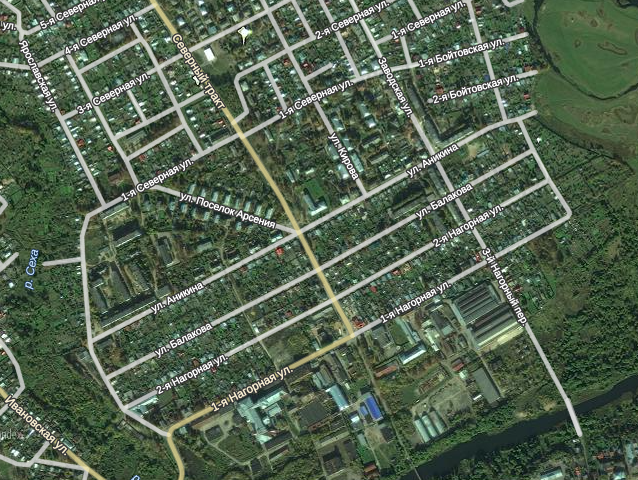 5-я Северная ул.
2-я Северная ул.
1-я Северная ул.
ул.
4-я Северная ул.
Северный тракт
Ярославская ул.
1-я Бойтовская ул.
Заводская ул.
2-я Бойтовская ул.
3-я Северная ул.
1-я Северная ул.
ул. Кирова
ул. Аникина
1-я Северная ул.
ул. Поселок Арсения
ул. Балакова
2-я Нагорная ул.
р. Сеха
3-й Нагорный пер.
ул. Аникина
1-я Нагорная ул.
ул. Балакова
2-я Нагорная ул.
1-я Нагорная ул.
Ивановская ул.